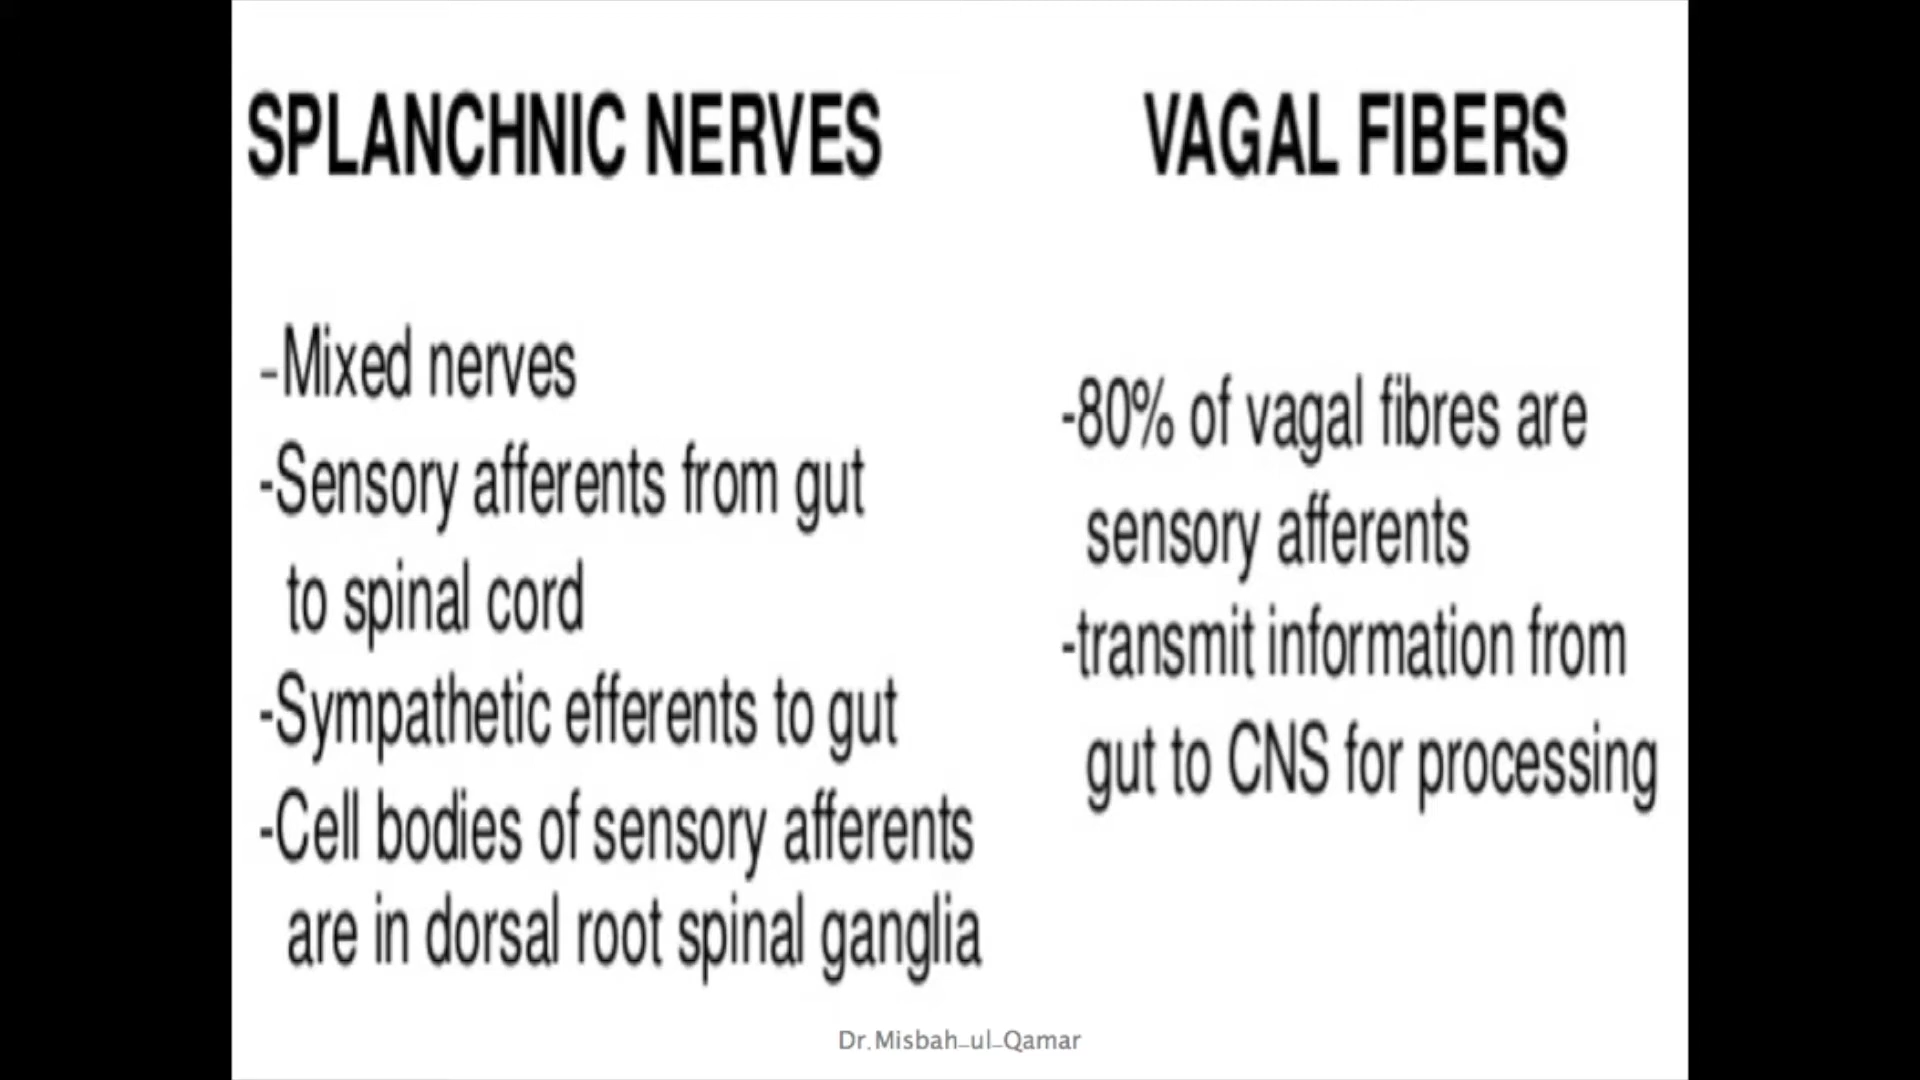 SPLANCHNIC NERVES
-Mixed nerves
-Sensory afferents from gut
to spinal cord
-Sympathetic efferents to gut
-Cell bodies of sensory afferents
are in dorsal root spinal ganglia
VAGAL FIBERS
-80% of vagal fibres are
sensory afferents
-transmit information from
gut to CNS for processing
Dr.Misbah_ul_Qamar